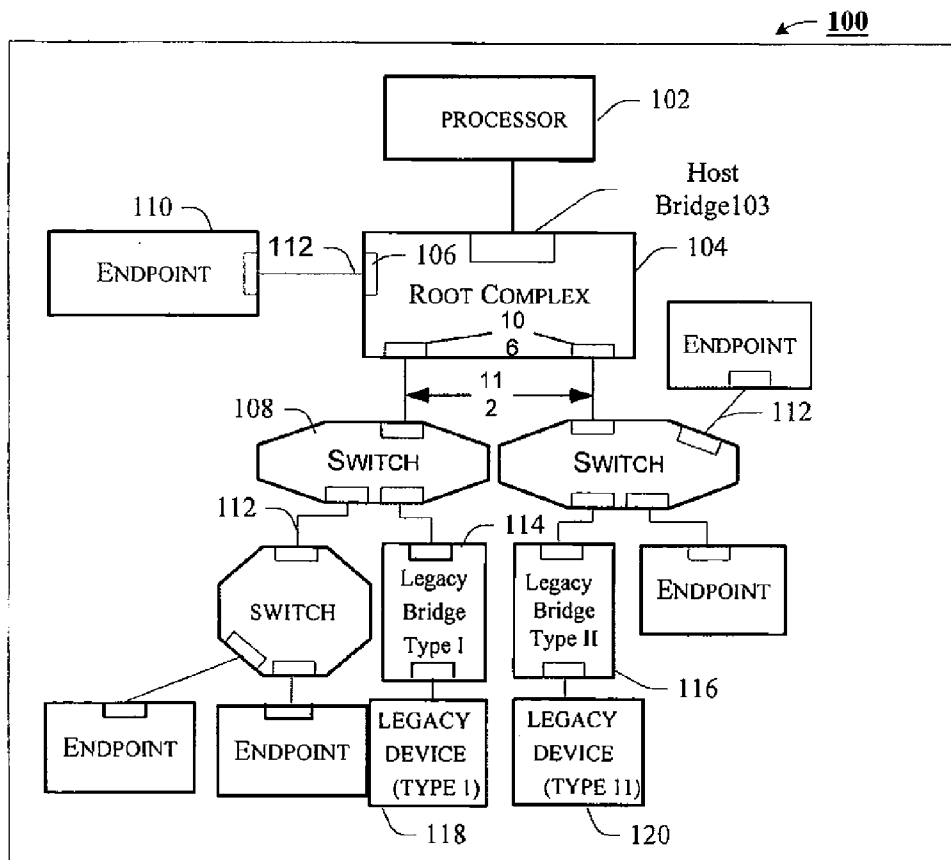 100
PROCESSOR
102
Host
Bridge103
110
ENDPOINT
112
106
104
ROOT COMPLEX
10
6
ENDPOINT
11
2
112
108
SWITCH
SWITCH
112
114
Legacy
Bridge
Type I
Legacy
Bridge
Type II
ENDPOINT
SWITCH
116
ENDPOINT
ENDPOINT
LEGACY
DEVICE
(TYPE 1)
LEGACY
DEVICE
(TYPE 11)
118
120